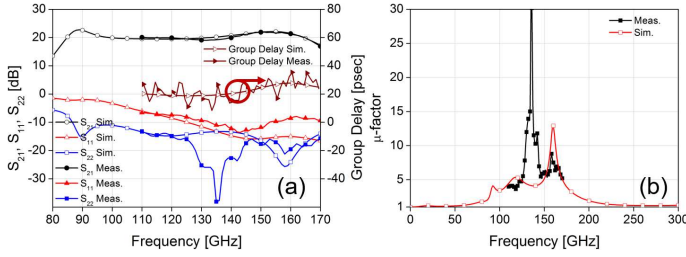 30
20
10
0
-10
-20
-30
S21, S11, S22 [dB]
80
60
40
20
0
20
40
60
Group Delay [psec]
Group Delay Sim.
Group Delay Meas.
S21 Sim.
S11 Sim.
S22 Sim.
S21 Meas.
S11 Meas.
S22 Meas.
(a)
80 90 100 110 120 130 140 150 160 170
Frequency [GHz]
30
25
20
15
10
5
1
μ-factor
Meas.
Sim.
(b)
0 50 100 150 200 250 300
Frequency [GHz]